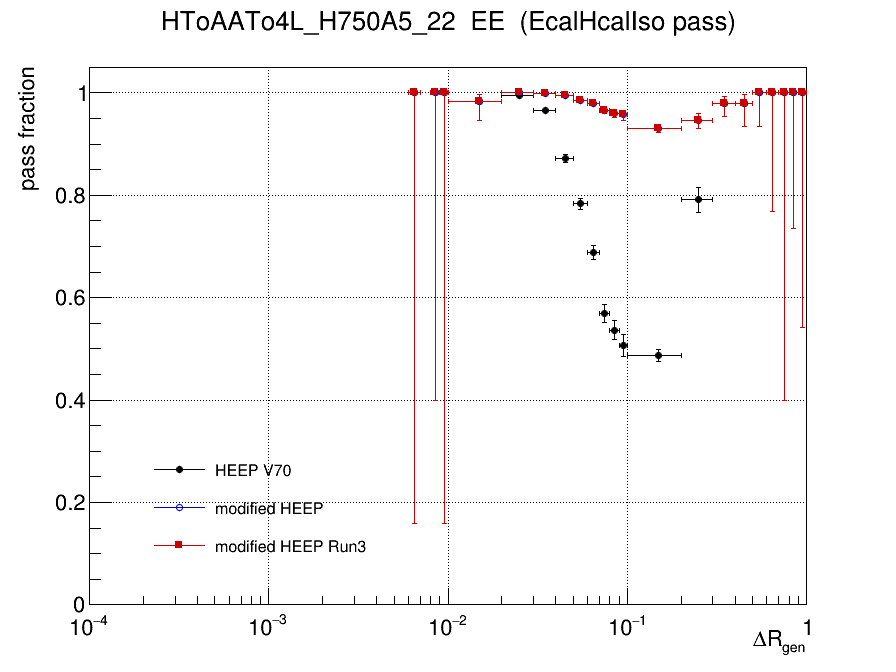 HToAATo4L_H750A5_22 EE (EcalHcalIso pass)
pass fraction
1
0.8
0.6
0.4
0.2
0
HEEP V70
modified HEEP
modified HEEP Run3
10⁻⁴ 10⁻³ 10⁻² 10⁻¹ 1
ΔR_gen